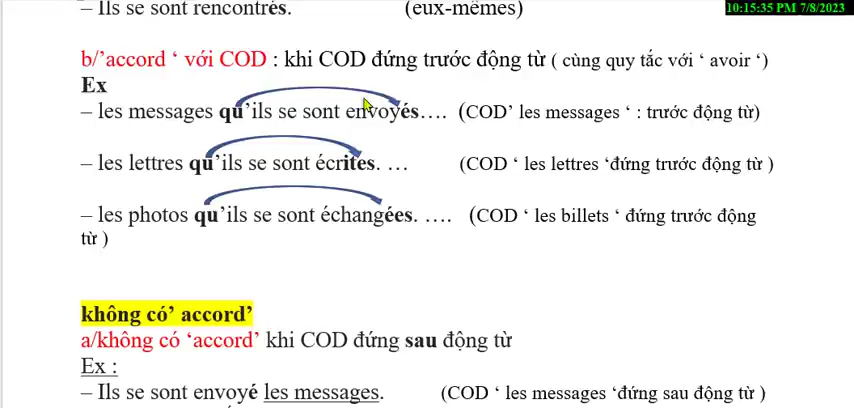 10:15:35 PM 7/8/2023
– Ils se sont rencontrés. (eux-mêmes)
b/’accord ‘ với COD : khi COD đứng trước động từ ( cùng quy tắc với ‘ avoir ‘)
Ex
– les messages qu’ils se sont envoyés…. (COD’ les messages ‘ : trước động từ)
– les lettres qu’ils se sont écrites. … (COD ‘ les lettres ‘đứng trước động từ )
– les photos qu’ils se sont échangées. …. (COD ‘ les billets ‘ đứng trước động
từ )
không có’ accord’
a/không có ‘accord’ khi COD đứng sau động từ
Ex :
– Ils se sont envoyé les messages. (COD ‘ les messages ‘đứng sau động từ )